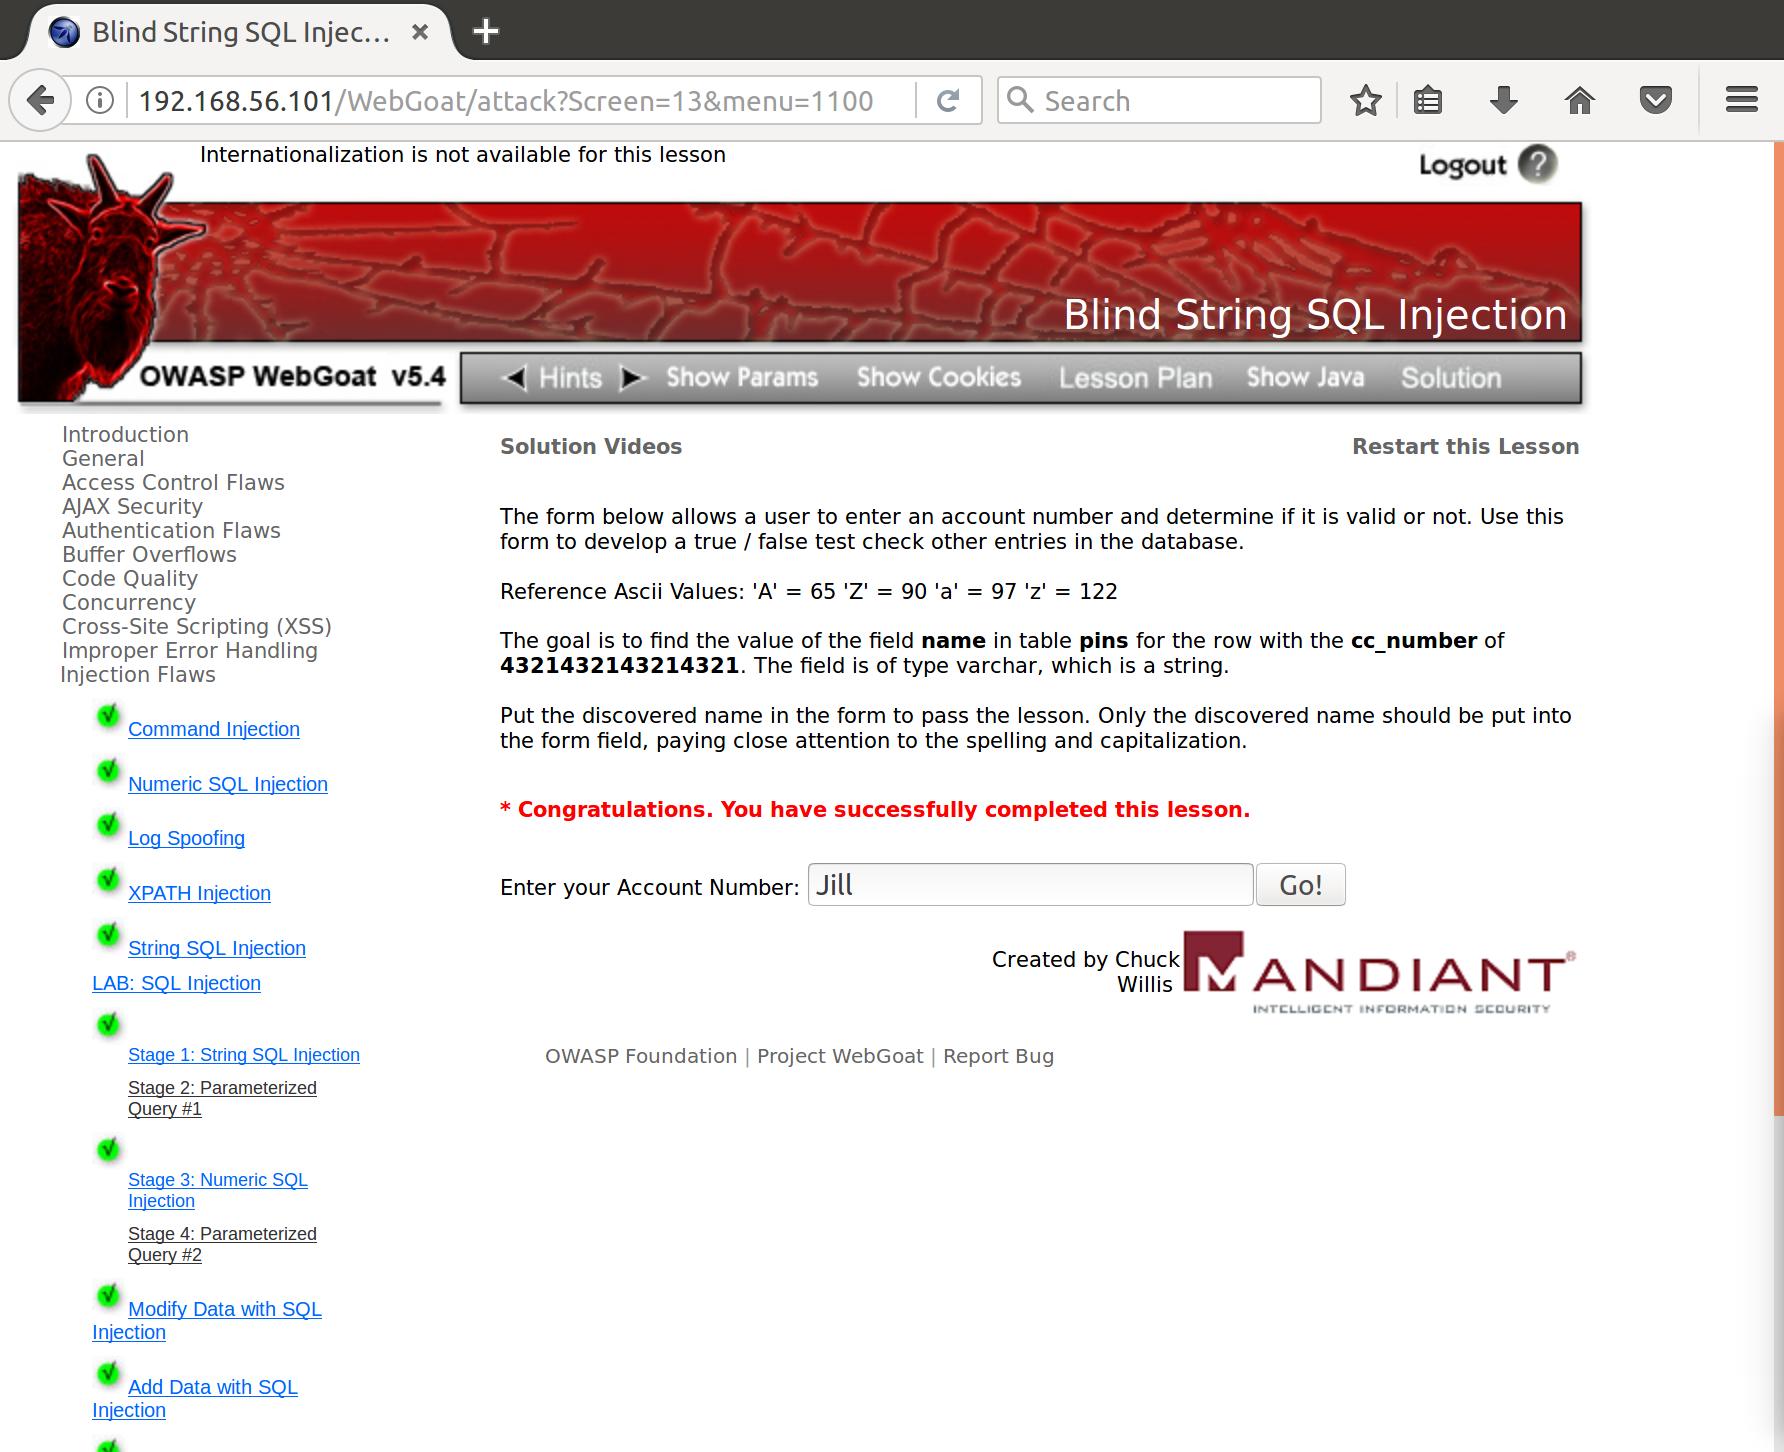 Blind String SQL Injec...
192.168.56.101/WebGoat/attack?Screen=13&menu=1100
Search
Internationalization is not available for this lesson
Logout ?
Blind String SQL Injection
OWASP WebGoat v5.4
Hints Show Params Show Cookies Lesson Plan Show Java Solution
Introduction
General
Access Control Flaws
AJAX Security
Authentication Flaws
Buffer Overflows
Code Quality
Concurrency
Cross-Site Scripting (XSS)
Improper Error Handling
Injection Flaws
Command Injection
Numeric SQL Injection
Log Spoofing
XPATH Injection
String SQL Injection
LAB: SQL Injection
Stage 1: String SQL Injection
Stage 2: Parameterized
Query #1
Stage 3: Numeric SQL
Injection
Stage 4: Parameterized
Query #2
Modify Data with SQL
Injection
Add Data with SQL
Injection
Solution Videos
Restart this Lesson
The form below allows a user to enter an account number and determine if it is valid or not. Use this
form to develop a true / false test check other entries in the database.
Reference Ascii Values: 'A' = 65 'Z' = 90 'a' = 97 'z' = 122
The goal is to find the value of the field name in table pins for the row with the cc_number of
4321432143214321. The field is of type varchar, which is a string.
Put the discovered name in the form to pass the lesson. Only the discovered name should be put into
the form field, paying close attention to the spelling and capitalization.
* Congratulations. You have successfully completed this lesson.
Enter your Account Number: Jill Go!
Created by Chuck
Willis
MANDIANT®
INTELLIGENT INFORMATION SECURITY
OWASP Foundation | Project WebGoat | Report Bug